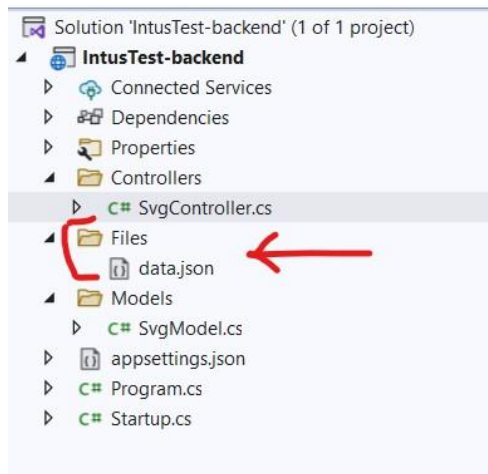 Solution 'IntusTest-backend' (1 of 1 project)
IntusTest-backend
Connected Services
Dependencies
Properties
Controllers
C# SvgController.cs
Files
data.json
Models
C# SvgModel.cs
appsettings.json
C# Program.cs
C# Startup.cs